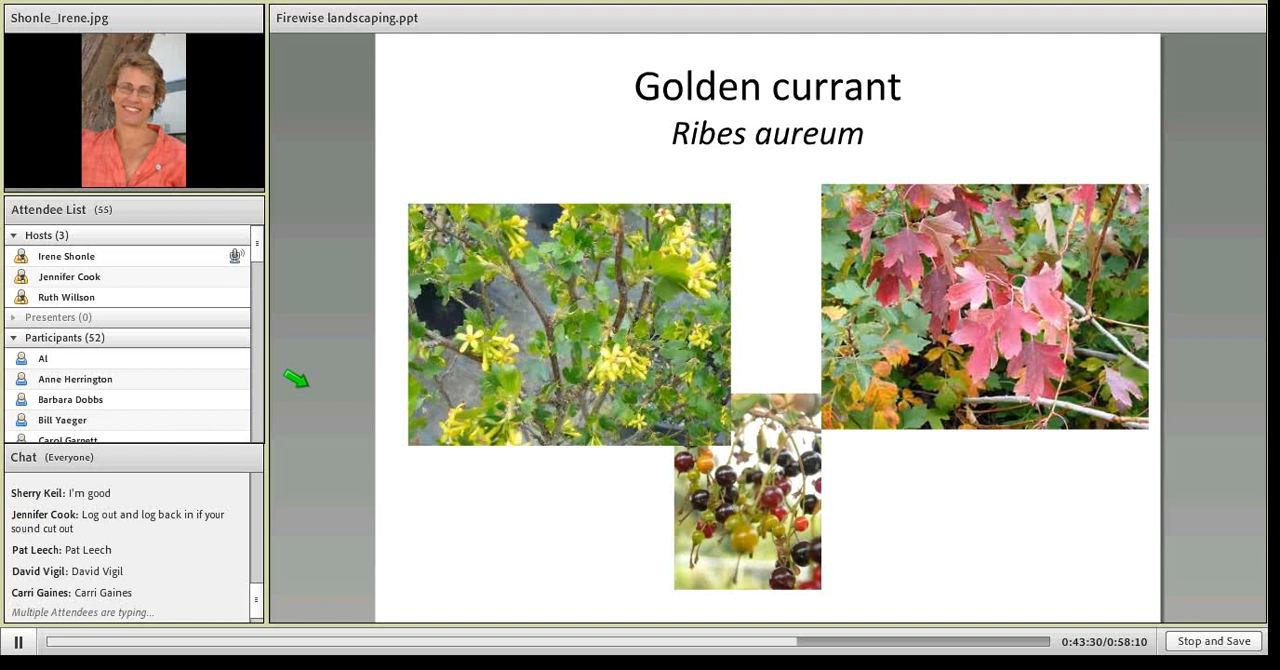 Shonle_Irene.jpg
Attendee List (55)
Hosts (3)
Irene Shonle
Jennifer Cook
Ruth Willson
Presenters (0)
Participants (52)
Al
Anne Herrington
Barbara Dobbs
Bill Yaeger
Carol Garnett
Chat (Everyone)
Sherry Keil: I'm good
Jennifer Cook: Log out and log back in if your
sound cut out
Pat Leech: Pat Leech
David Vigil: David Vigil
Carri Gaines: Carri Gaines
Multiple Attendees are typing...
Firewise landscaping.ppt
Golden currant
Ribes aureum
0:43:30/0:58:10
Stop and Save